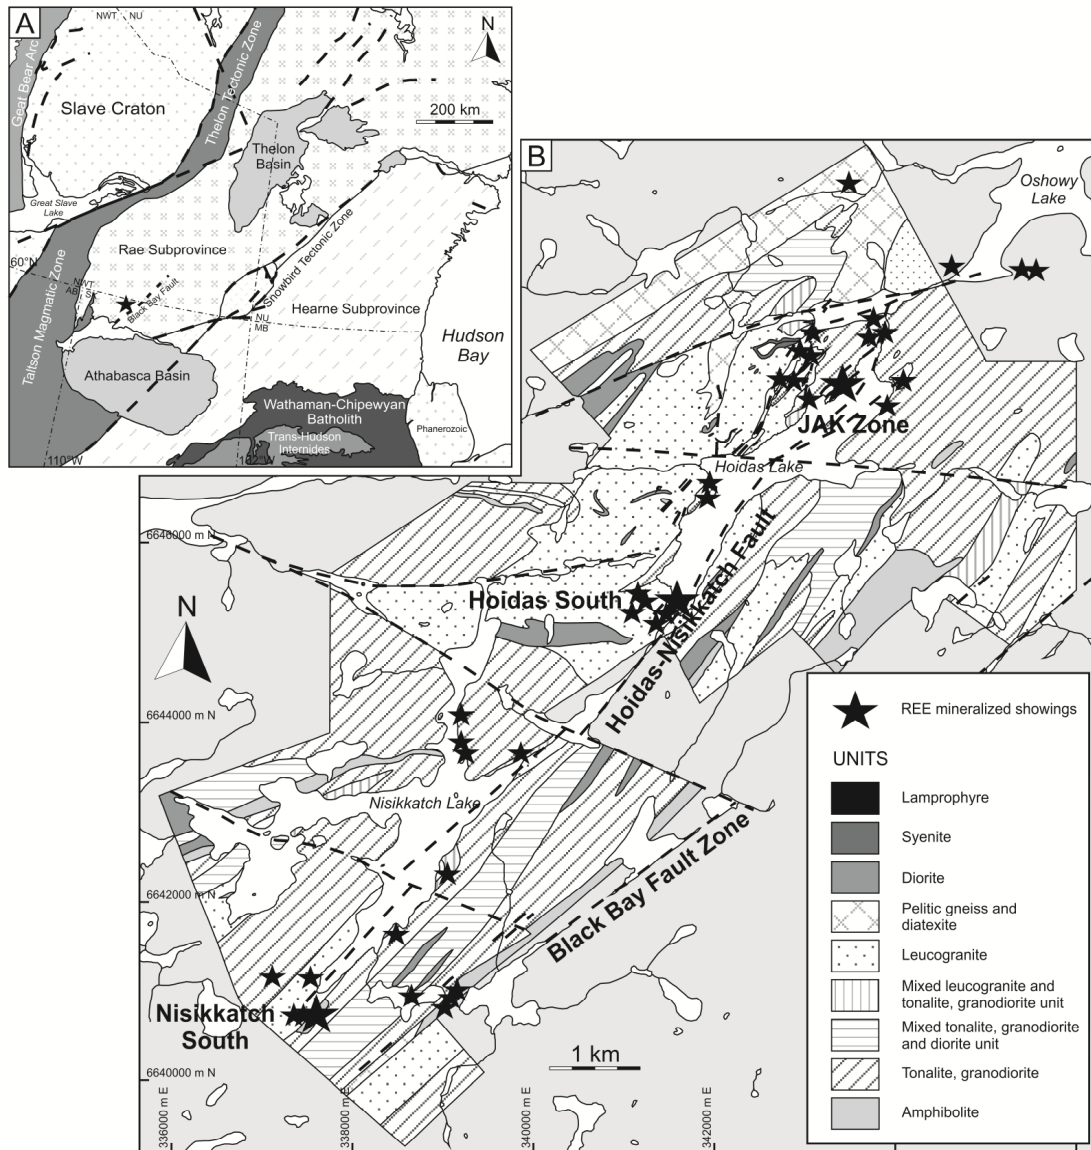 A
NWT NU
N
Geat Bear Arc
Slave Craton
Thelon Tectonic Zone
200 km
Thelon
Basin
Great Slave
Lake
Rae Subprovince
Snowbird Tectonic Zone
60°N
NWT
AB SK
Black Bay Fault
NU
MB
Hearne Subprovince
Hudson
Bay
Taltson Magmatic Zone
Athabasca Basin
Wathaman-Chipewyan
Batholith
Trans-Hudson
Internides
Phanerozoic
110°W
102°W
B
Oshowy
Lake
JAK Zone
Hoidas Lake
6646000 m N
Hoidas South
Hoidas-Nisikkatch Fault
N
6644000 m N
Nisikkatch Lake
6642000 m N
Black Bay Fault Zone
Nisikkatch
South
1 km
6640000 m N
336000 m E
338000 m E
340000 m E
342000 m E
REE mineralized showings
UNITS
Lamprophyre
Syenite
Diorite
Pelitic gneiss and
diatexite
Leucogranite
Mixed leucogranite and
tonalite, granodiorite unit
Mixed tonalite, granodiorite
and diorite unit
Tonalite, granodiorite
Amphibolite